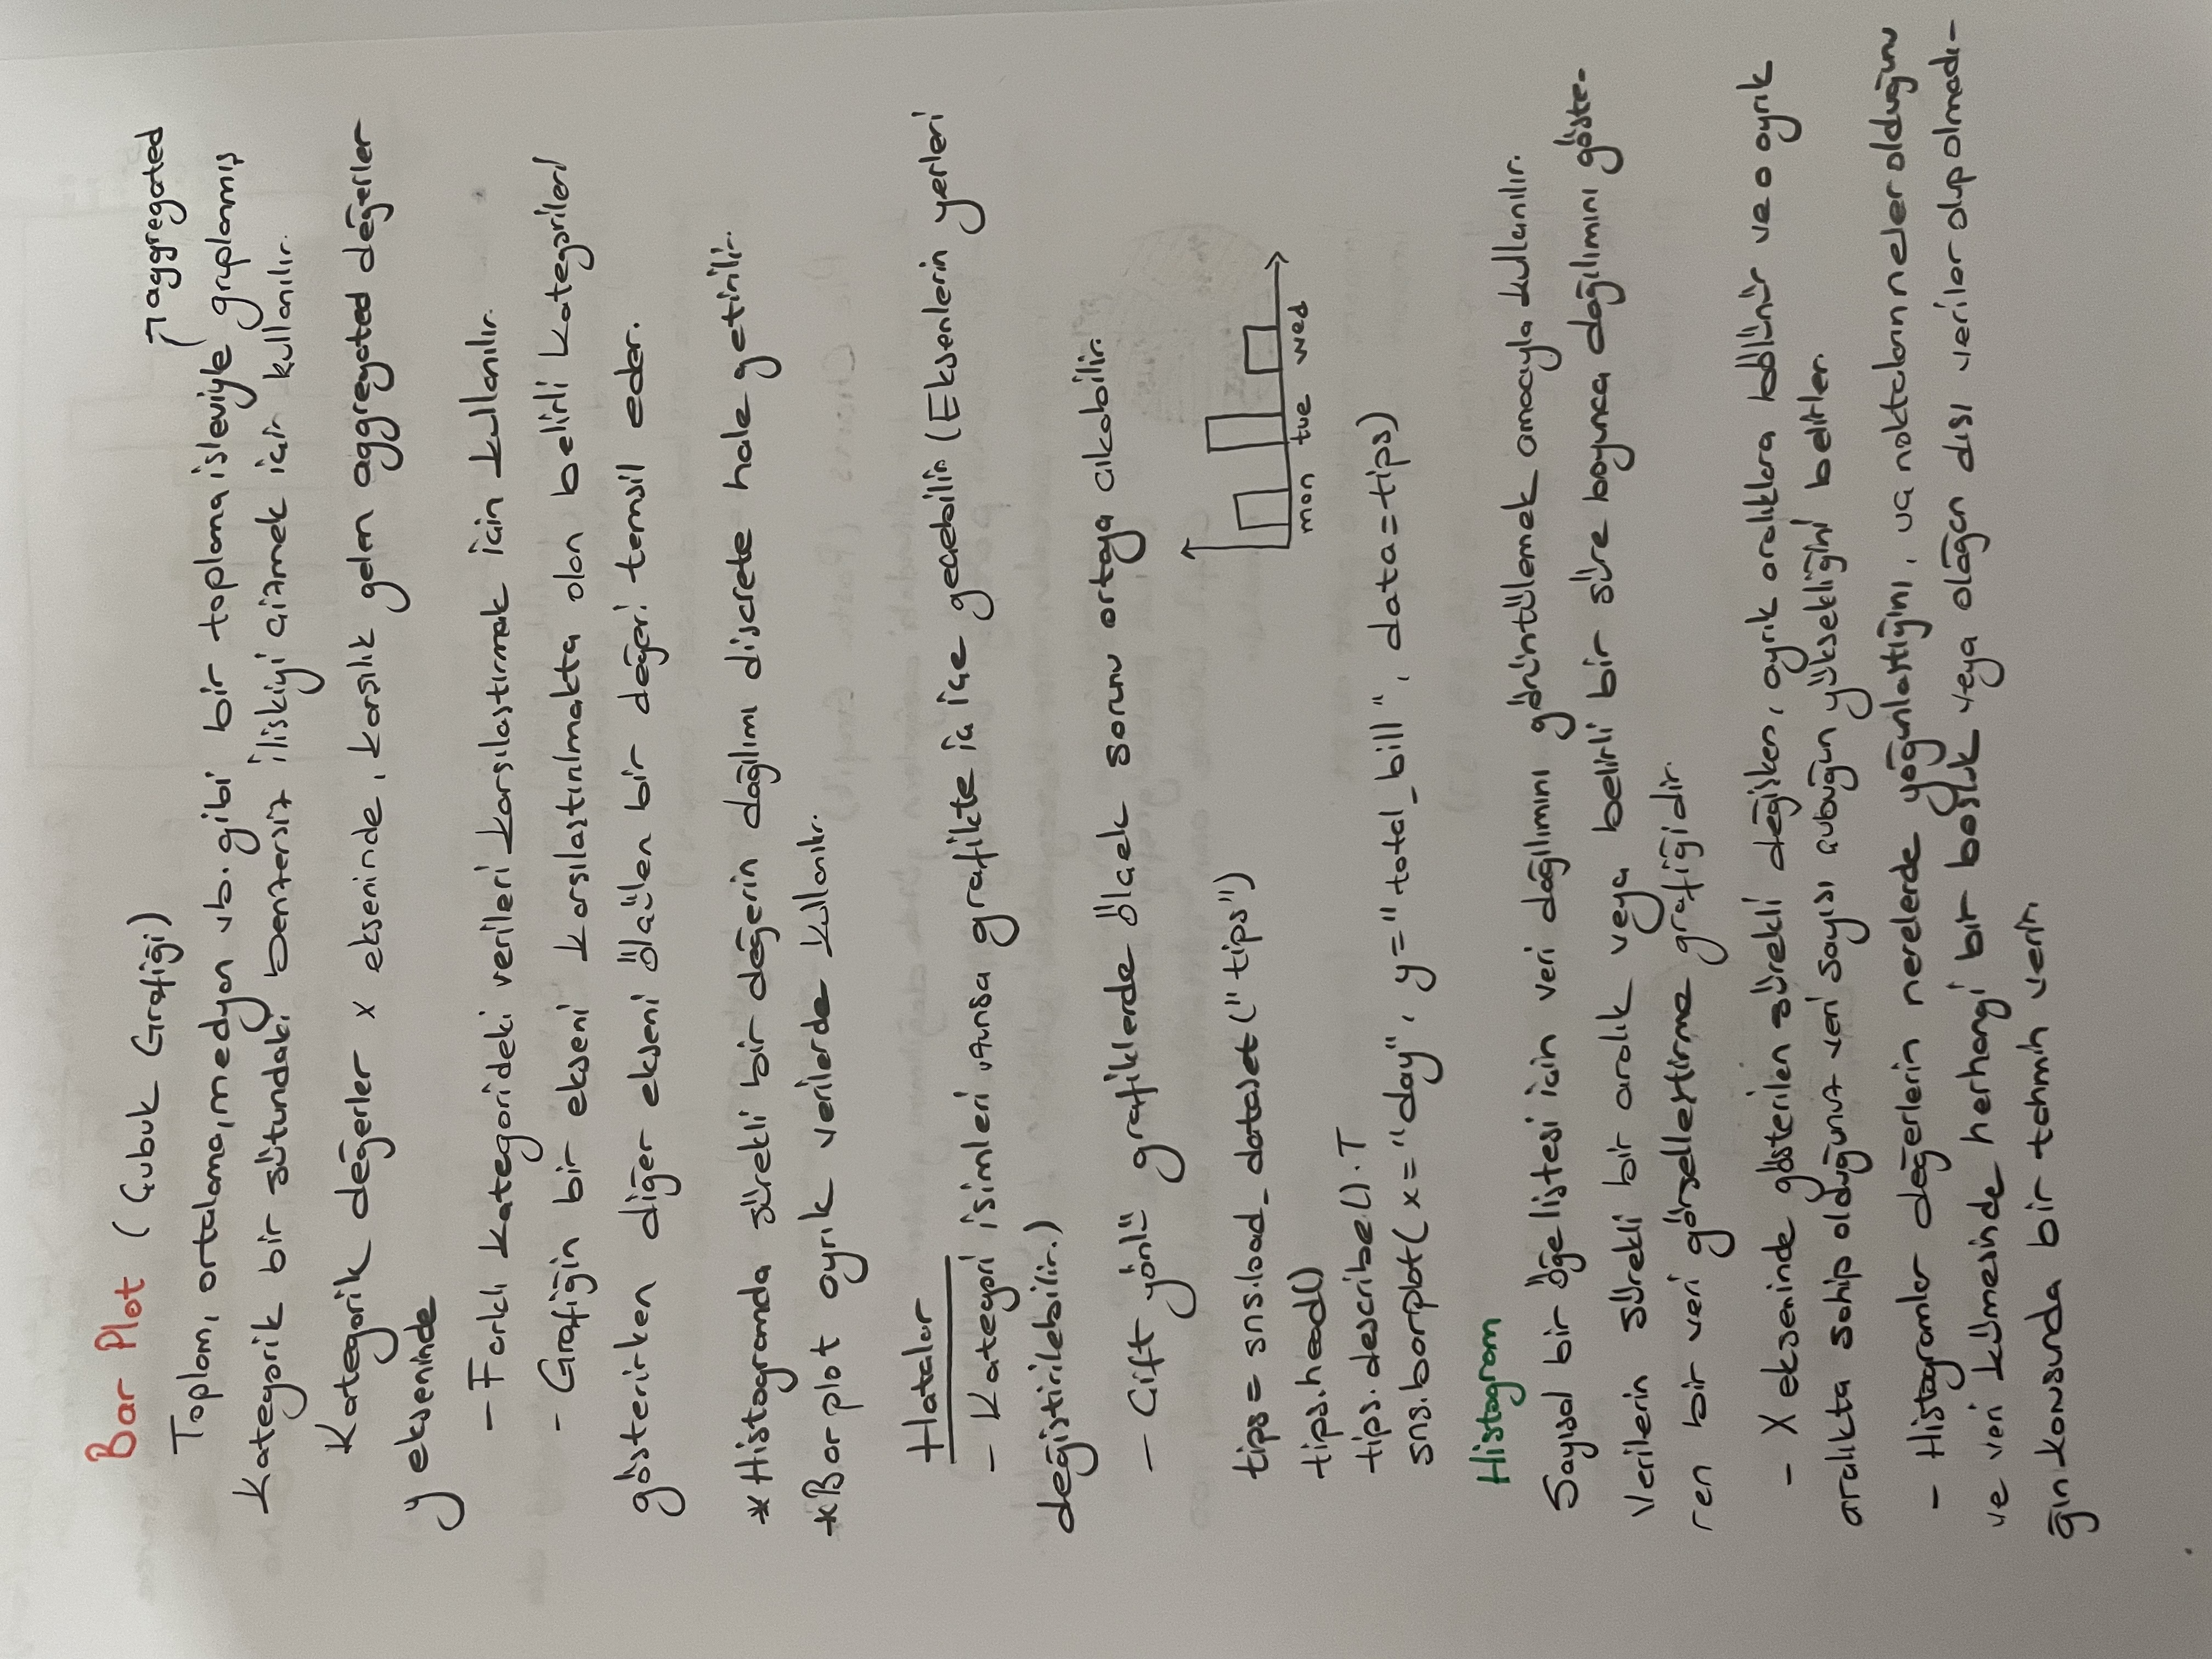 Bar Plot (Çubuk Grafiği)
→ aggregated
Toplam, ortalama, medyan vb. gibi bir toplama işleviyle gruplanmış
kategorik bir sütundaki benzersiz ilişkiyi çizmek için kullanılır.
Kategorik değerler x ekseninde, karşılık gelen aggregated değerler
y ekseninde
- Farklı kategorideki verileri karşılaştırmak için kullanılır.
- Grafiğin bir ekseni karşılaştırılmakta olan belirli kategorileri
gösterirken diğer ekseni ölçülen bir değeri temsil eder.
* Histogramda sürekli bir değerin dağılımı discrete hale getirilir.
* Bar plot ayrık verilerde kullanılır.
Hatalar
- Kategori isimleri uzunsa grafikte iç içe geçebilir (Eksenlerin yerleri
değiştirilebilir.)
- Çift yönlü grafiklerde ölçek sorunu ortaya çıkabilir.
tips = sns.load_dataset("tips")
tips.head()
tips.describe().T
sns.barplot(x="day", y="total_bill", data=tips)
mon tue wed
Histogram
Sayısal bir öğe listesi için veri dağılımını görüntülemek amacıyla kullanılır.
Verilerin sürekli bir aralık veya belirli bir süre boyunca dağılımını göste-
ren bir veri görselleştirme grafiğidir.
- X ekseninde gösterilen sürekli değişken, ayrık aralıklara bölünür ve o ayrık
aralıkta sahip olduğunuz veri sayısı çubuğun yüksekliğini belirler.
- Histogramlar değerlerin nerelerde yoğunlaştığını, uç noktaların neler olduğunu
ve veri kümesinde herhangi bir boşluk veya olağan dışı veriler olup olmadı-
ğın konusunda bir tahmin verir.